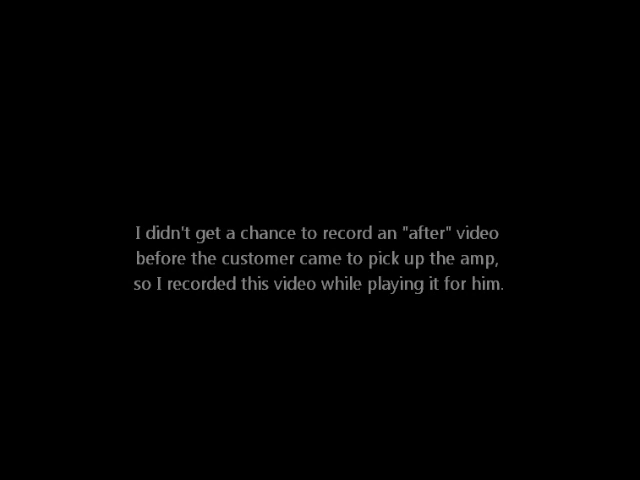 I didn't get a chance to record an "after" video
before the customer came to pick up the amp,
so I recorded this video while playing it for him.